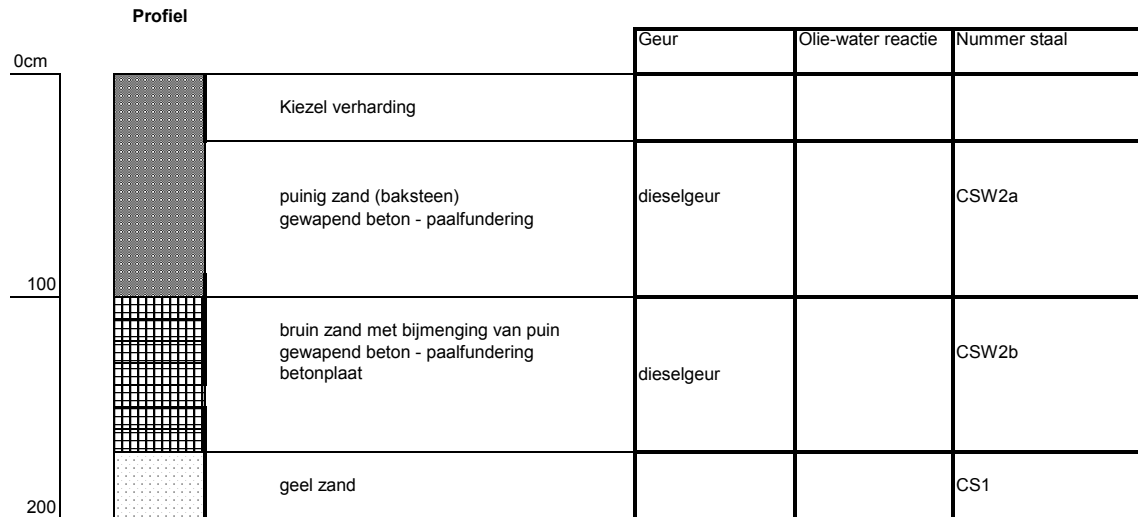 Profiel
Geur Olie-water reactie Nummer staal
0cm
Kiezel verharding
puinig zand (baksteen) dieselgeur CSW2a
gewapend beton - paalfundering
100
bruin zand met bijmenging van puin
gewapend beton - paalfundering CSW2b
betonplaat dieselgeur
geel zand CS1
200